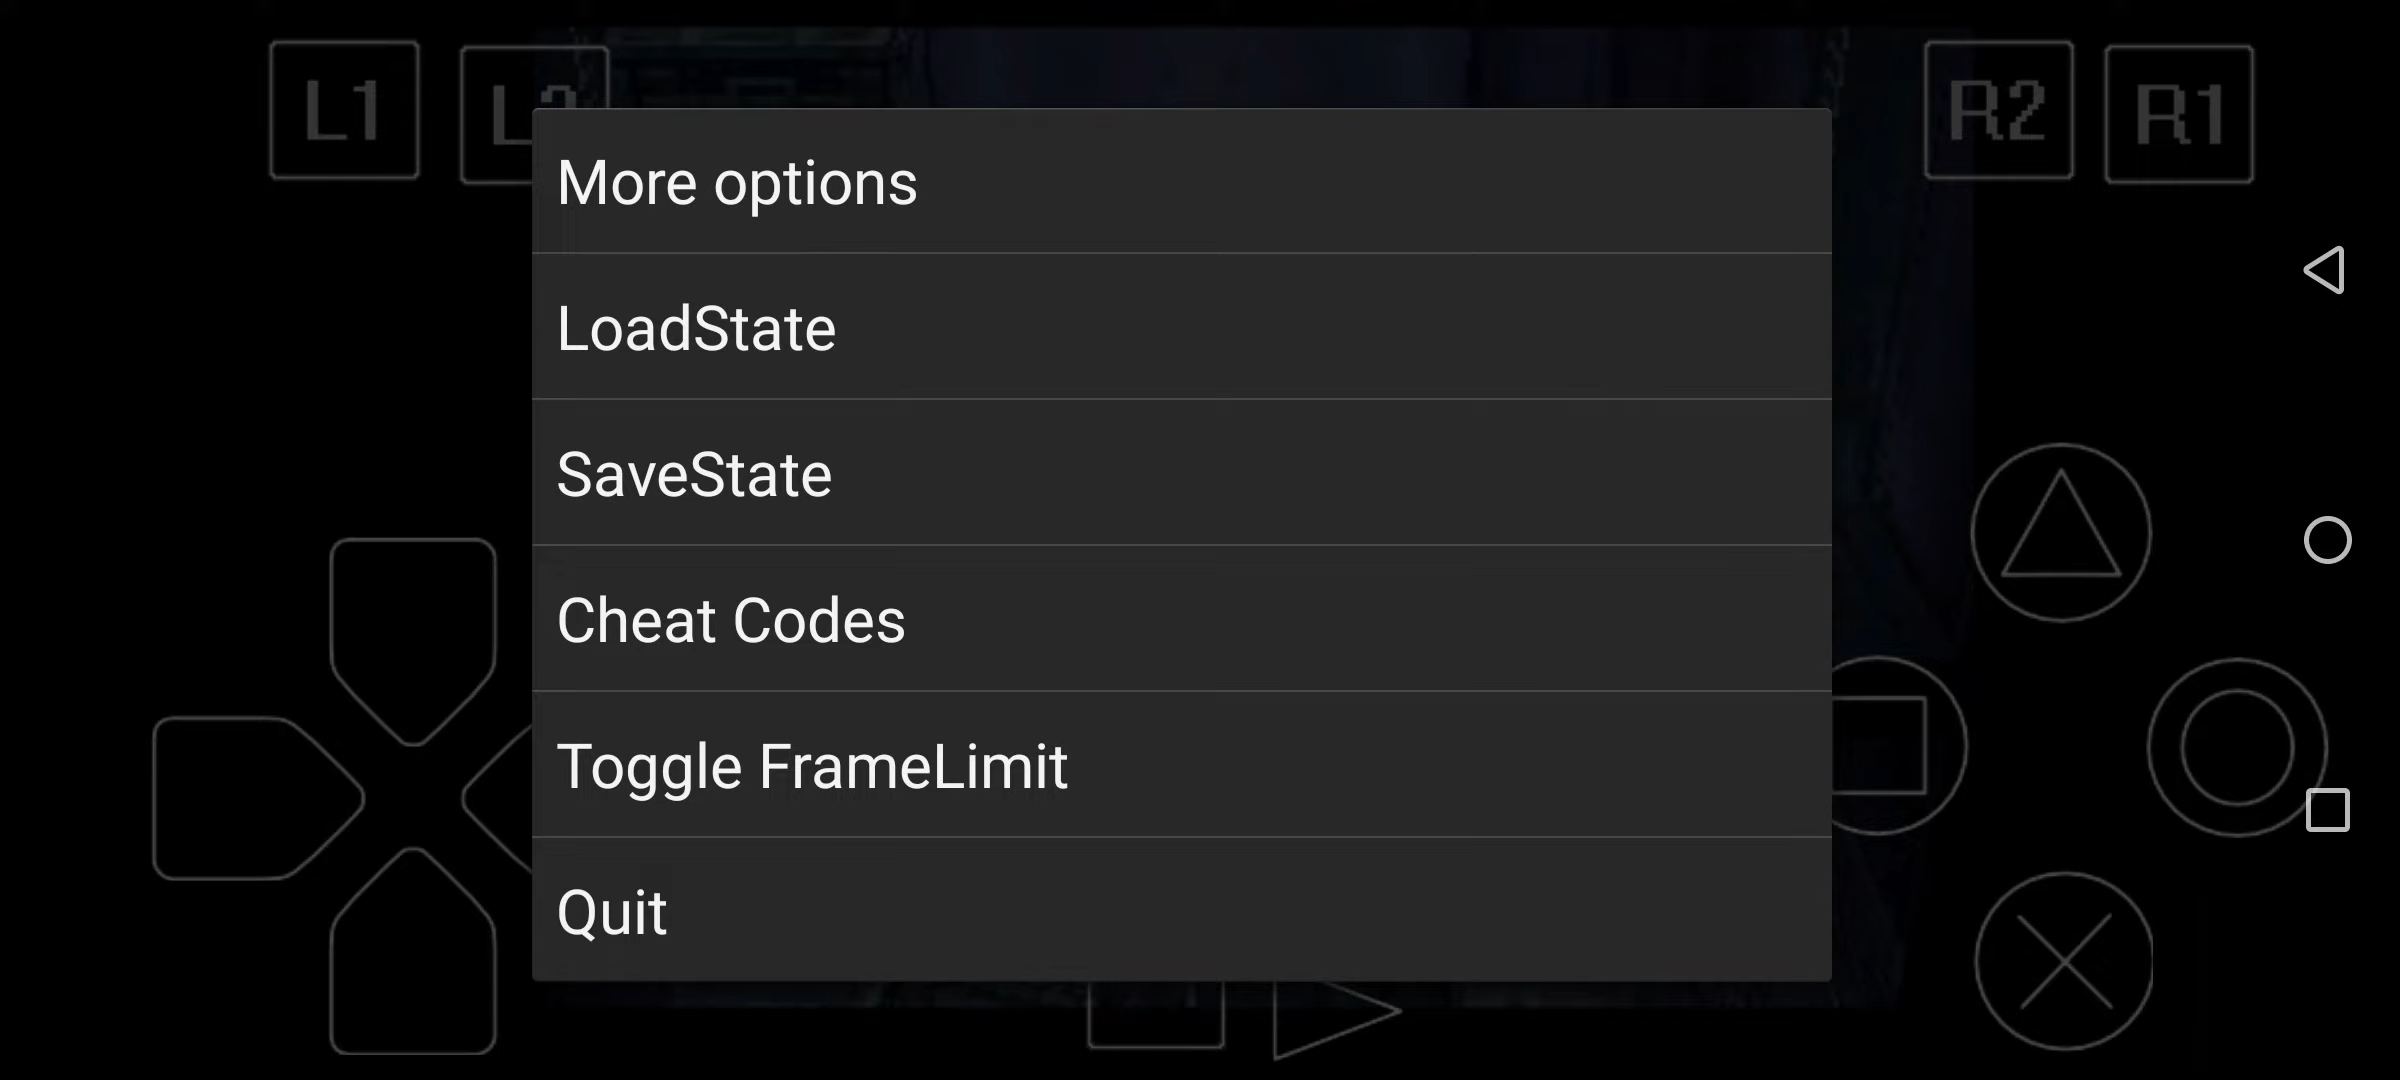 L1
R2
R1
More options
LoadState
SaveState
Cheat Codes
Toggle FrameLimit
Quit